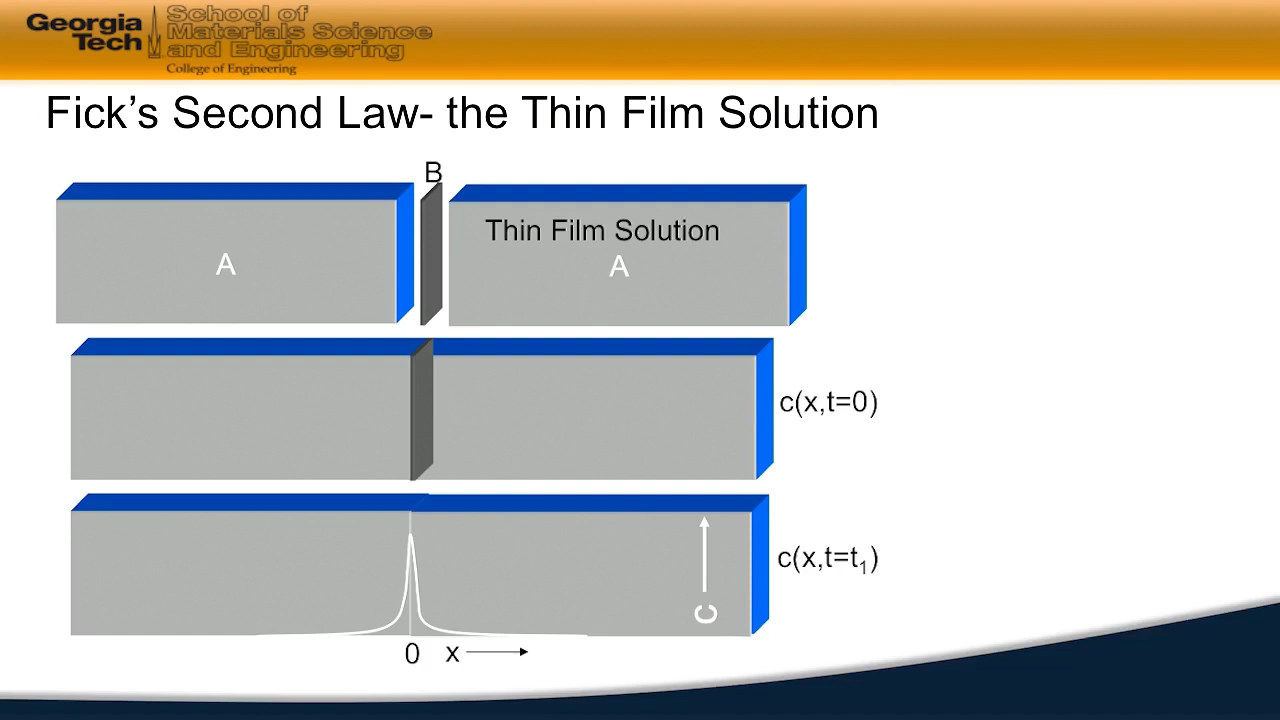 Georgia Tech
School of
Materials Science
and Engineering
College of Engineering
Fick’s Second Law- the Thin Film Solution
B
Thin Film Solution
A
A
c(x,t=0)
c(x,t=t₁)
C
0 x